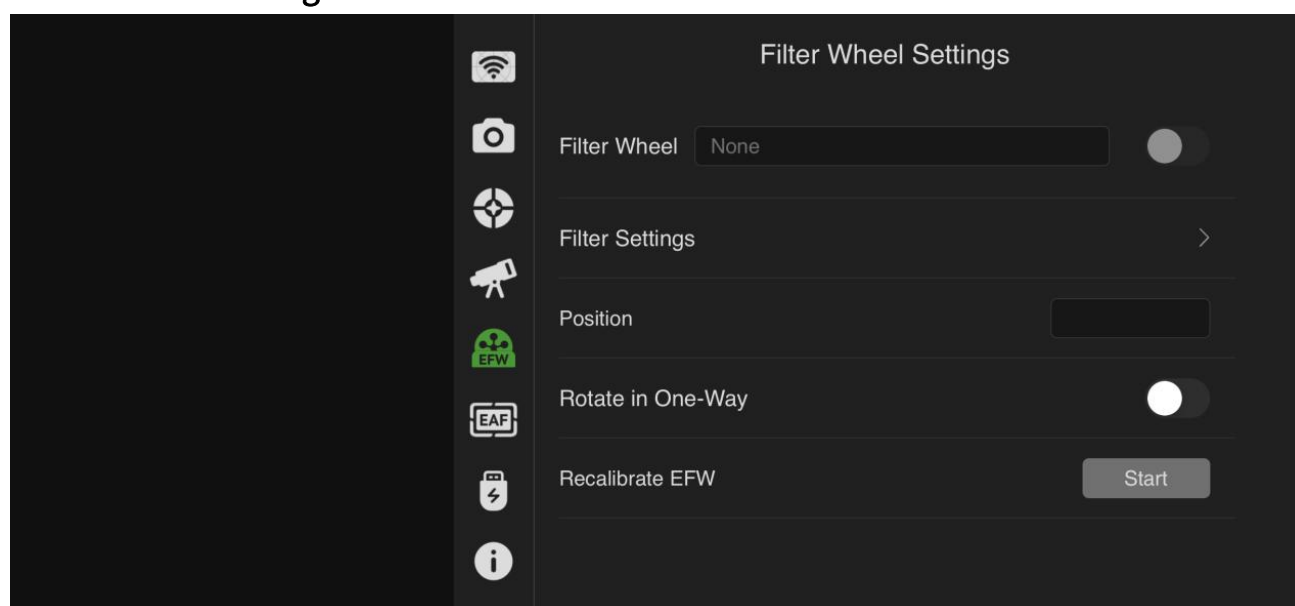 Filter Wheel Settings
Filter Wheel None
Filter Settings
Position
EFW
Rotate in One-Way
EAF
Recalibrate EFW Start